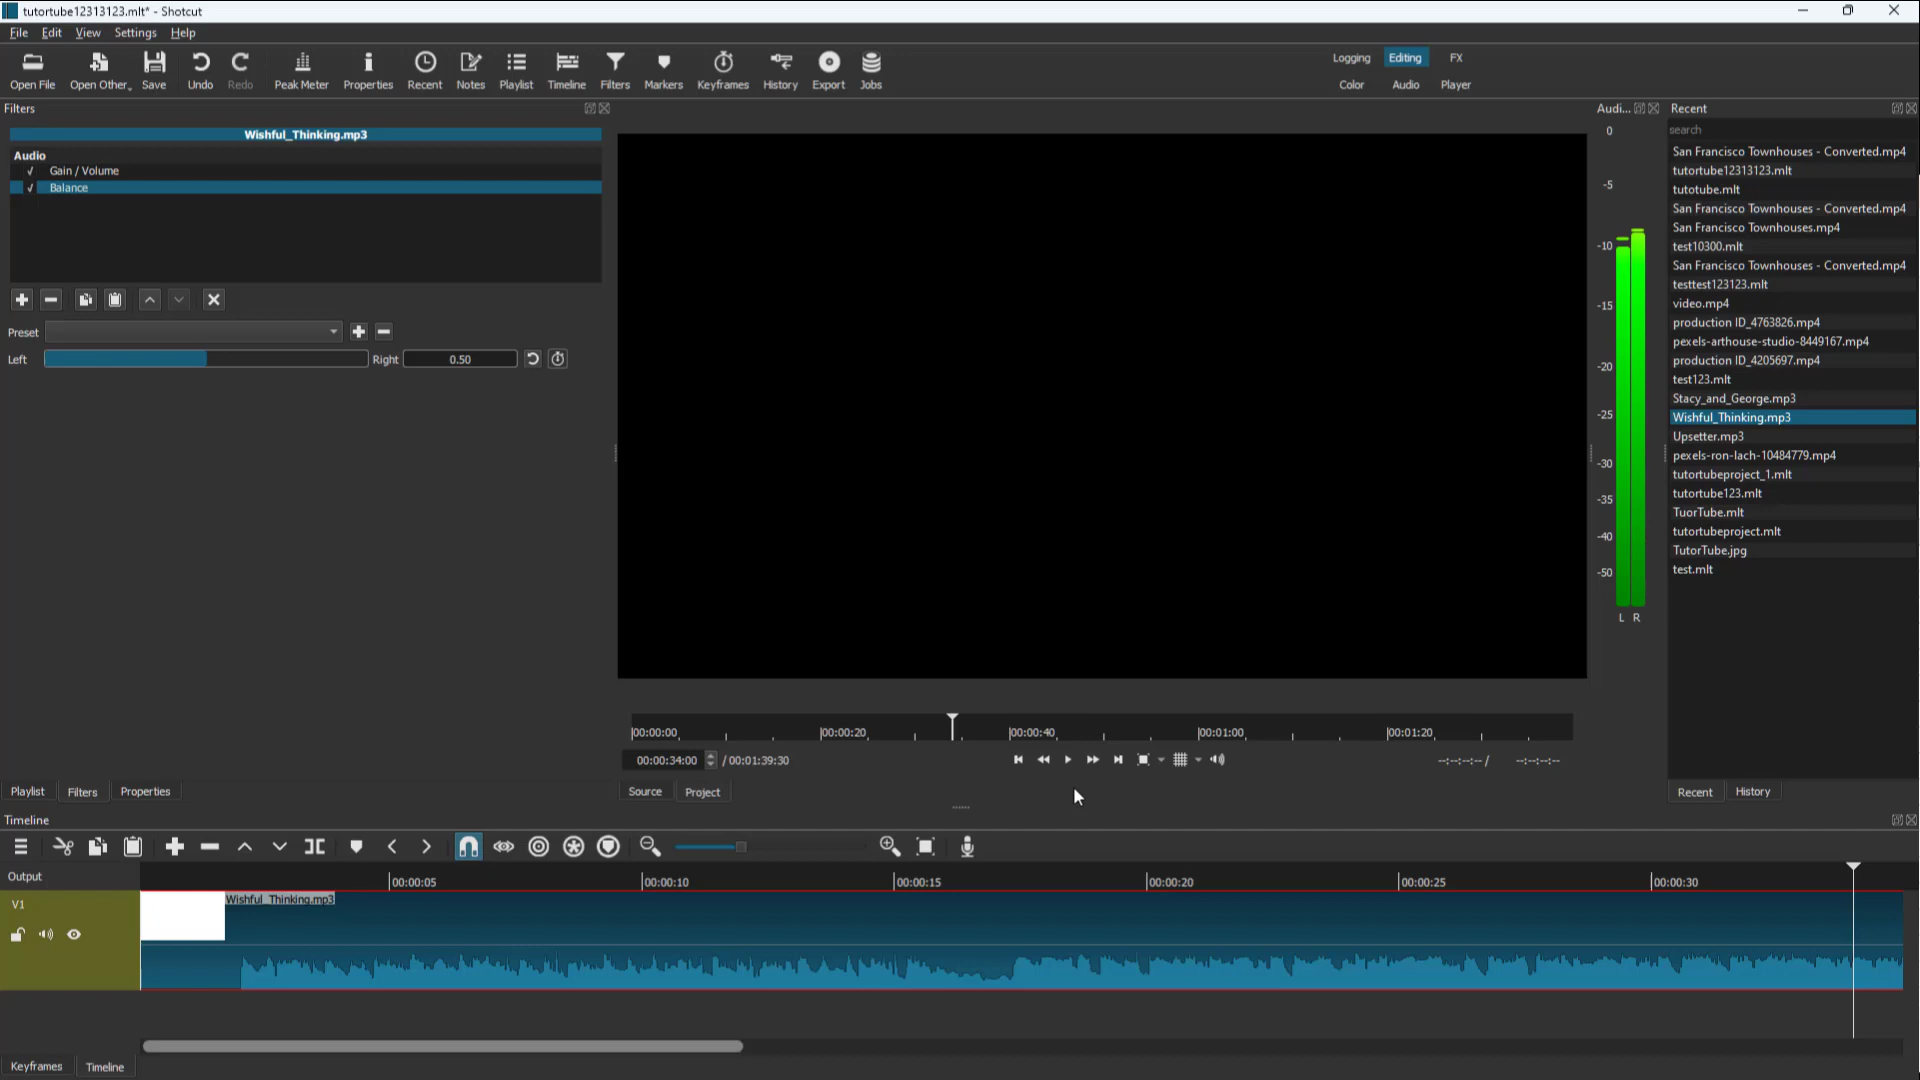 tutortube12313123.mlt* - Shotcut
File Edit View Settings Help
Open File Open Other Save Undo Redo Peak Meter Properties Recent Notes Playlist Timeline Filters Markers Keyframes History Export Jobs
Logging Editing FX
Color Audio Player
Filters
Audi...
Recent
Wishful_Thinking.mp3
Audio
Gain / Volume
Balance
Preset
Left Right 0.50
0
-5
-10
-15
-20
-25
-30
-35
-40
-50
L R
search
San Francisco Townhouses - Converted.mp4
tutortube12313123.mlt
tutotube.mlt
San Francisco Townhouses - Converted.mp4
San Francisco Townhouses.mp4
test10300.mlt
San Francisco Townhouses - Converted.mp4
testtest123123.mlt
video.mp4
production ID_4763826.mp4
pexels-arthouse-studio-8449167.mp4
production ID_4205697.mp4
test123.mlt
Stacy_and_George.mp3
Wishful_Thinking.mp3
Upsetter.mp3
pexels-ron-lach-10484779.mp4
tutortubeproject_1.mlt
tutortube123.mlt
TuorTube.mlt
tutortubeproject.mlt
TutorTube.jpg
test.mlt
00:00:00 00:00:20 00:00:40 00:01:00 00:01:20
00:00:34:00 / 00:01:39:30 --:--:--:-- / --:--:--:--
Playlist Filters Properties
Source Project
Recent History
Timeline
Output
00:00:05 00:00:10 00:00:15 00:00:20 00:00:25 00:00:30
V1
Wishful_Thinking.mp3
Keyframes Timeline